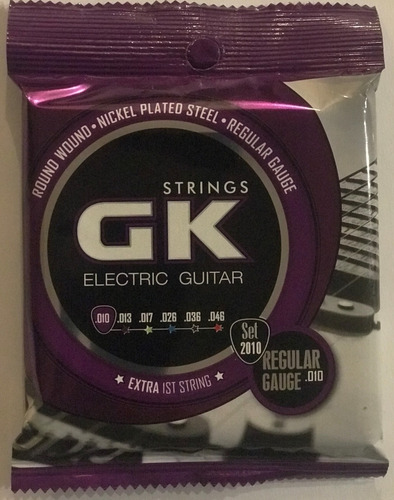 ROUND WOUND • NICKEL PLATED STEEL • REGULAR GAUGE
STRINGS
GK
ELECTRIC GUITAR
.010 .013 .017 .026 .036 .046
Set
2010
REGULAR
GAUGE .010
★ EXTRA 1ST STRING ★